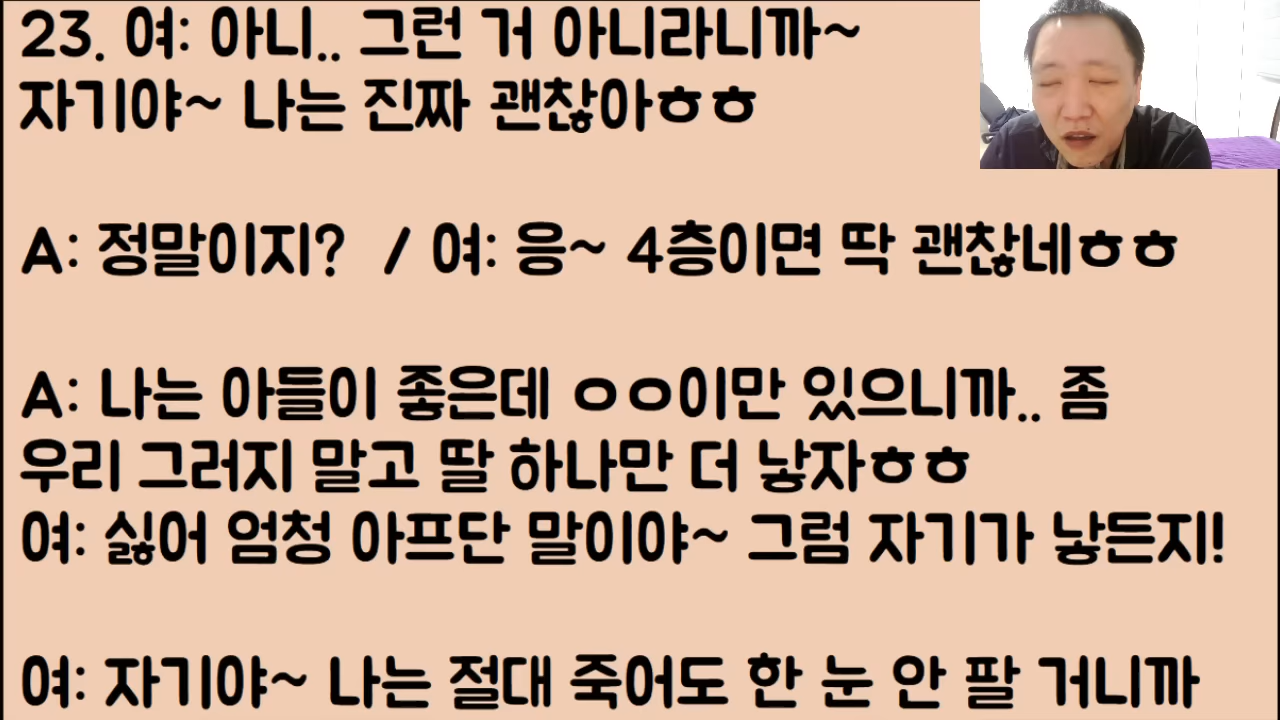 23. 여: 아니.. 그런 거 아니라니까~
자기야~ 나는 진짜 괜찮아ㅎㅎ
A: 정말이지? / 여: 응~ 4층이면 딱 괜찮네ㅎㅎ
A: 나는 아들이 좋은데 ㅇㅇ이만 있으니까.. 좀
우리 그러지 말고 딸 하나만 더 낳자ㅎㅎ
여: 싫어 엄청 아프단 말이야~ 그럼 자기가 낳든지!
여: 자기야~ 나는 절대 죽어도 한 눈 안 팔 거니까